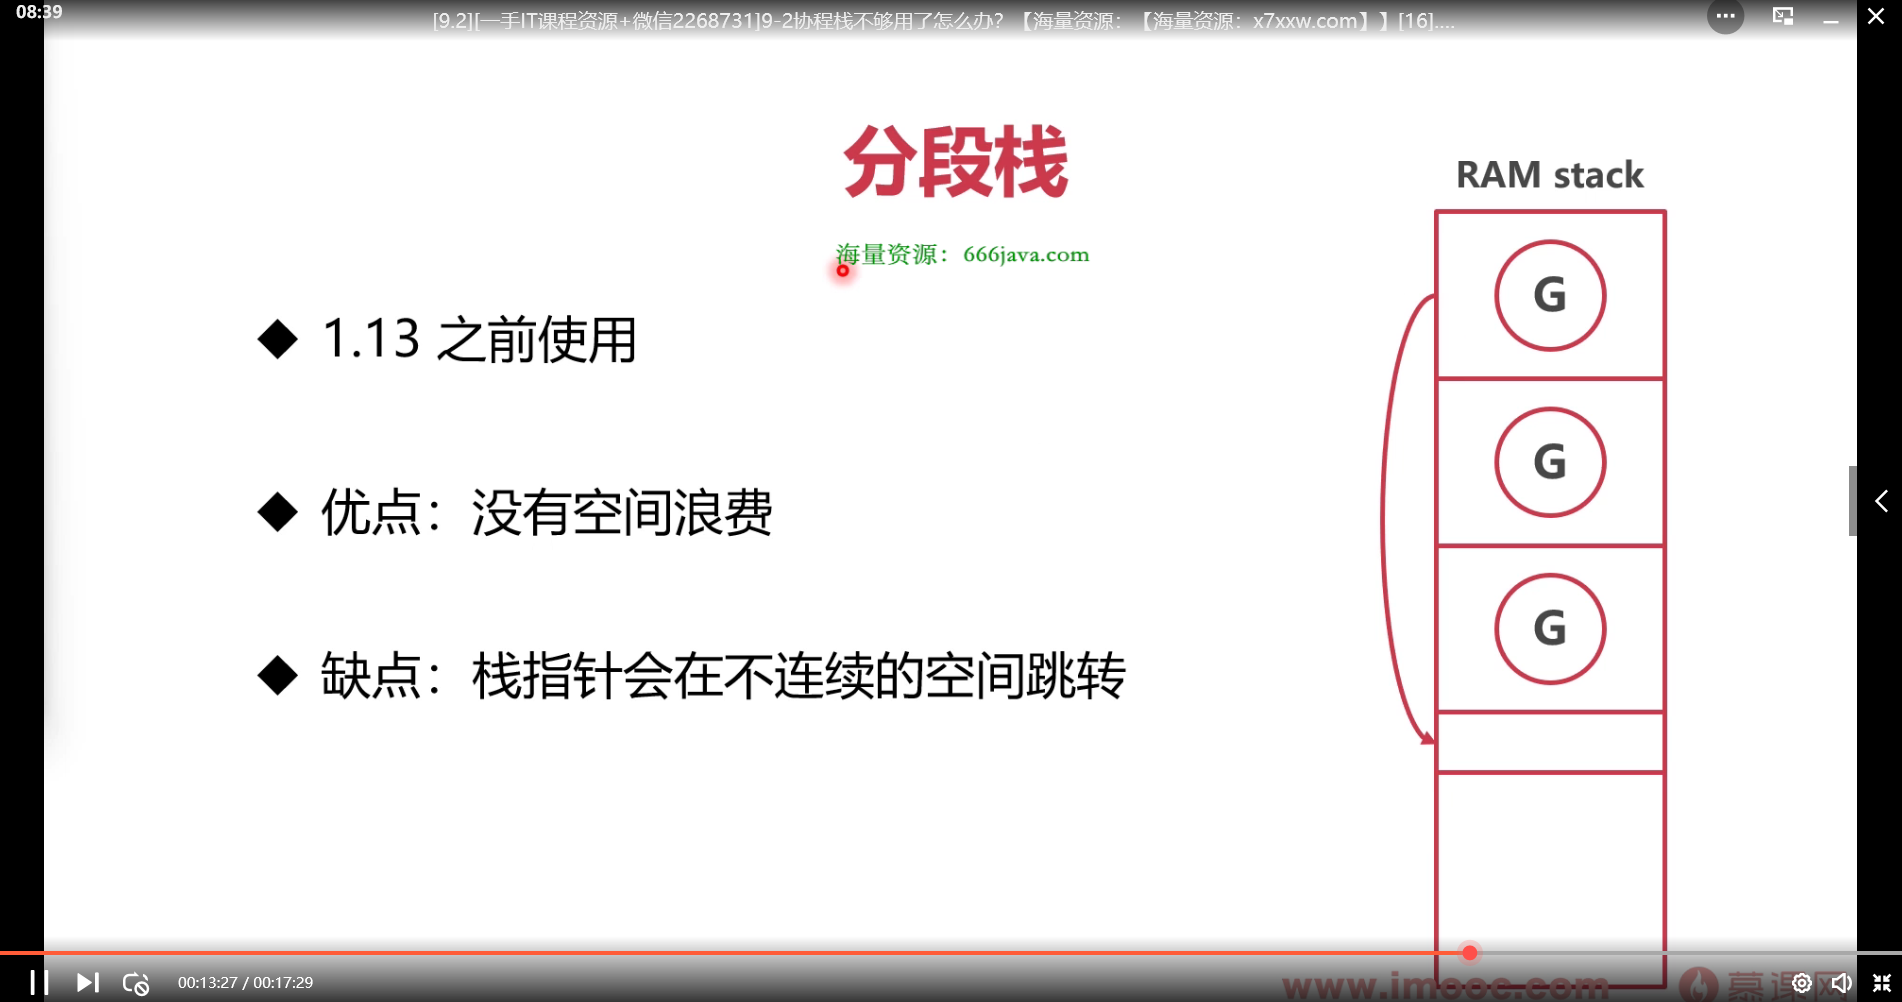 08:39
[9.2][一手IT课程资源+微信2268731]9-2协程栈不够用了怎么办？【海量资源：【海量资源：x7xxw.com】】[16]....
分段栈
RAM stack
海量资源：666java.com
G
◆ 1.13 之前使用
G
◆ 优点：没有空间浪费
G
◆ 缺点：栈指针会在不连续的空间跳转
00:13:27 / 00:17:29
www.imooc.com
慕课网